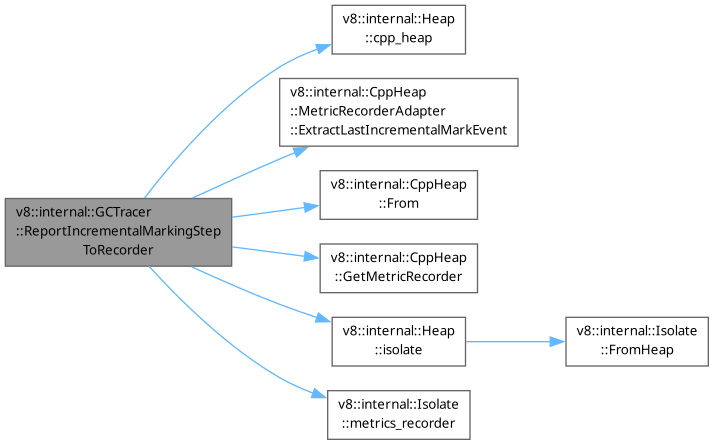 v8::internal::Heap
::cpp_heap
v8::internal::CppHeap
::MetricRecorderAdapter
::ExtractLastIncrementalMarkEvent
v8::internal::CppHeap
::From
v8::internal::GCTracer
::ReportIncrementalMarkingStep
ToRecorder
v8::internal::CppHeap
::GetMetricRecorder
v8::internal::Heap
::isolate
v8::internal::Isolate
::FromHeap
v8::internal::Isolate
::metrics_recorder